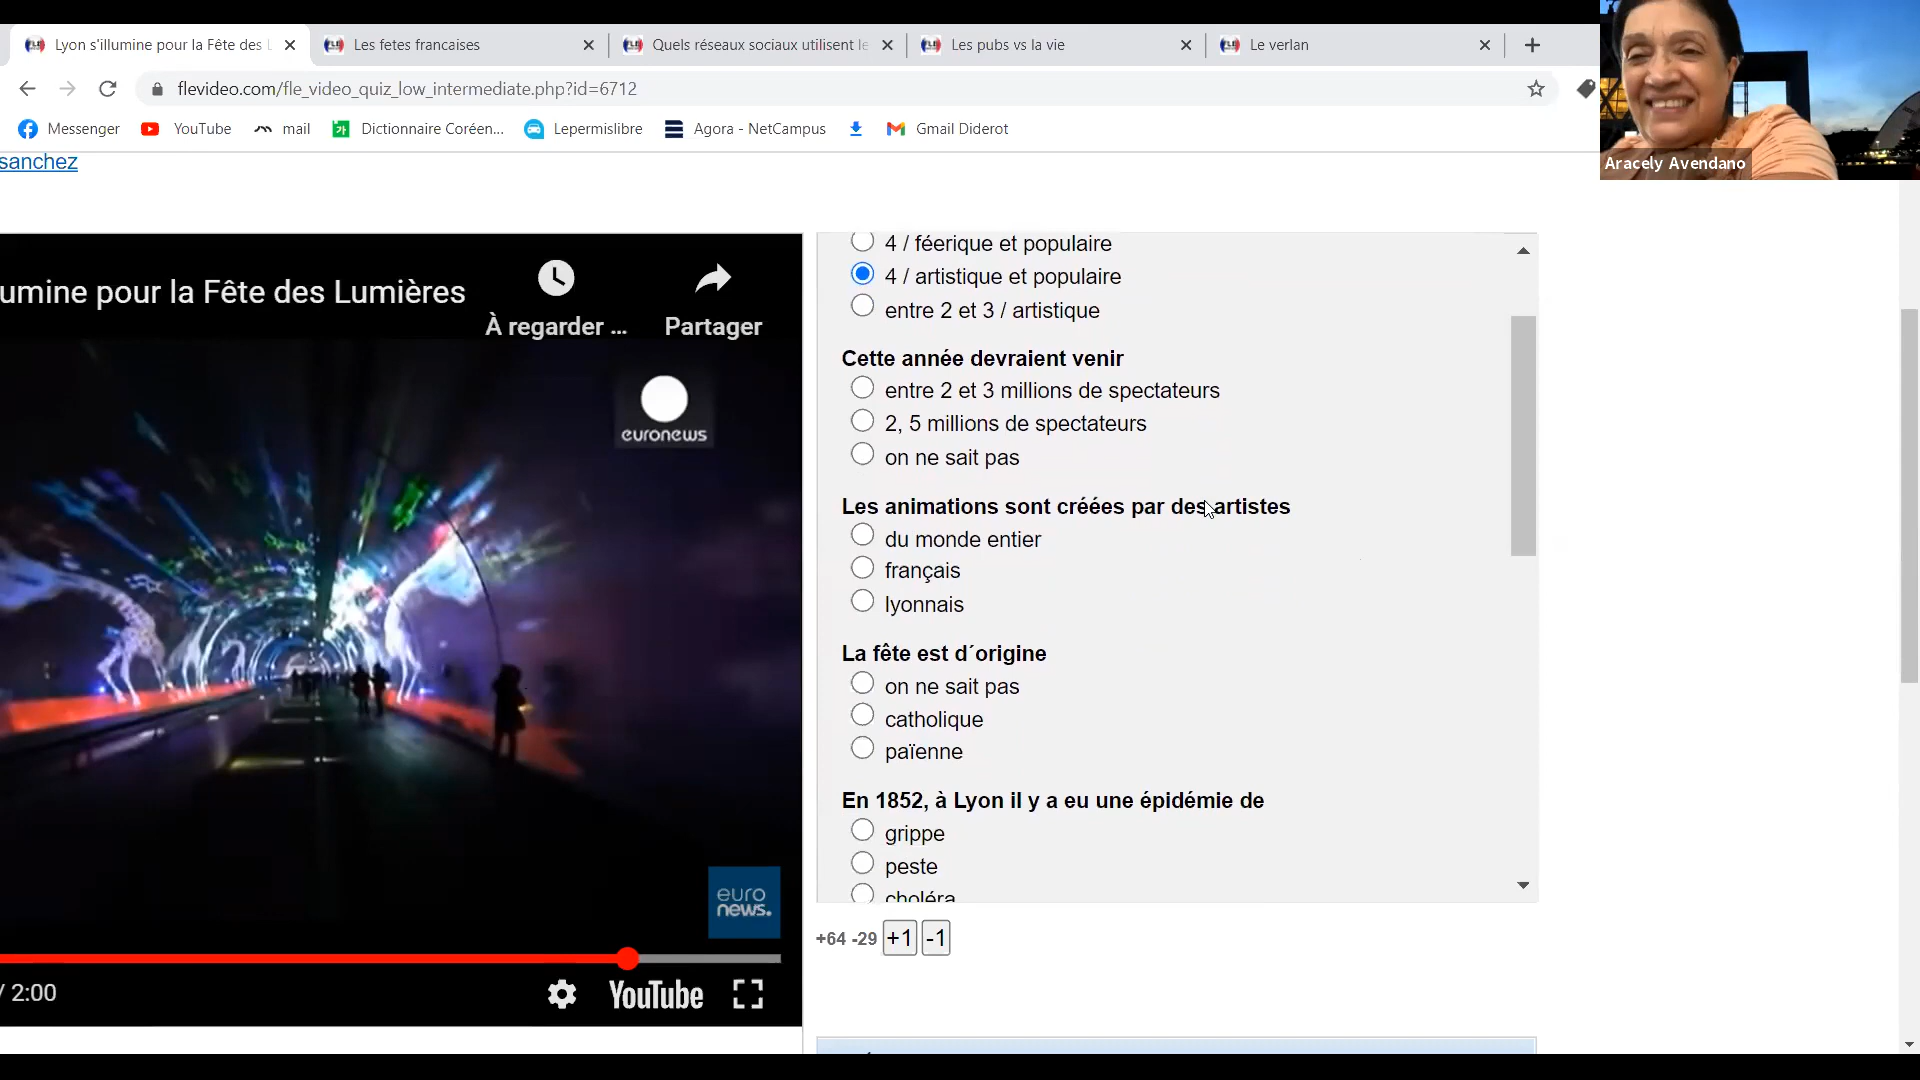 Lyon s'illumine pour la Fête des L
Les fetes francaises
Quels réseaux sociaux utilisent le
Les pubs vs la vie
Le verlan
flevideo.com/fle_video_quiz_low_intermediate.php?id=6712
Messenger
YouTube
mail
Dictionnaire Coréen...
Lepermislibre
Agora - NetCampus
Gmail Diderot
Aracely Avendano
sanchez
umine pour la Fête des Lumières
À regarder ...
Partager
euronews
euro
news.
/ 2:00
YouTube
4 / féerique et populaire
4 / artistique et populaire
entre 2 et 3 / artistique
Cette année devraient venir
entre 2 et 3 millions de spectateurs
2, 5 millions de spectateurs
on ne sait pas
Les animations sont créées par des artistes
du monde entier
français
lyonnais
La fête est d´origine
on ne sait pas
catholique
païenne
En 1852, à Lyon il y a eu une épidémie de
grippe
peste
choléra
+64 -29 +1 -1